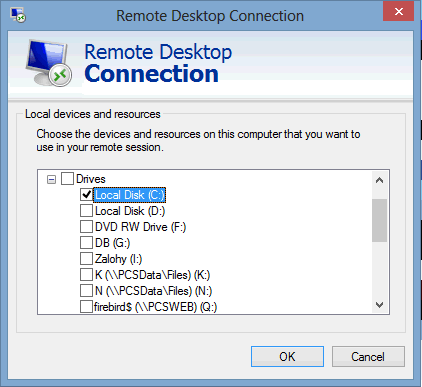 Remote Desktop Connection
Remote Desktop
Connection
Local devices and resources
Choose the devices and resources on this computer that you want to
use in your remote session.
Drives
Local Disk (C:)
Local Disk (D:)
DVD RW Drive (F:)
DB (G:)
Zalohy (I:)
K (\\PCSData\Files) (K:)
N (\\PCSData\Files) (N:)
firebird$ (\\PCSWEB) (Q:)
OK
Cancel